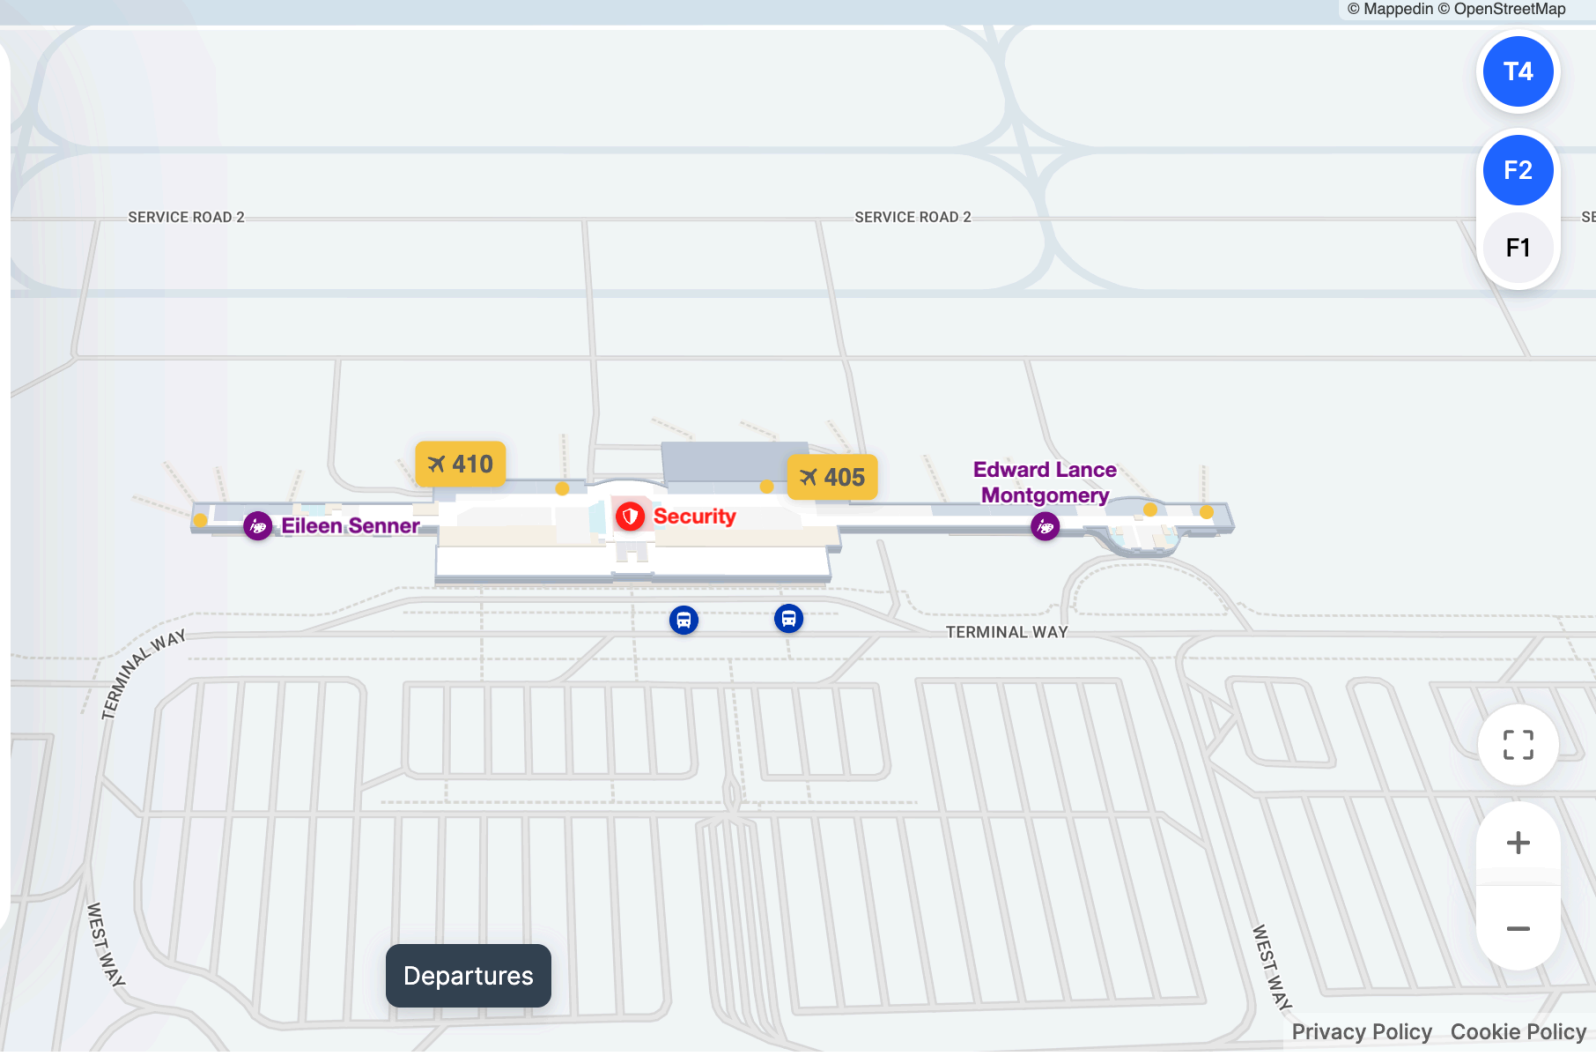 © Mappedin © OpenStreetMap
T4
F2
SERVICE ROAD 2
SERVICE ROAD 2
F1
410
405
Edward Lance
Montgomery
Eileen Senner
Security
TERMINAL WAY
TERMINAL WAY
WEST WAY
WEST WAY
Departures
Privacy Policy
Cookie Policy